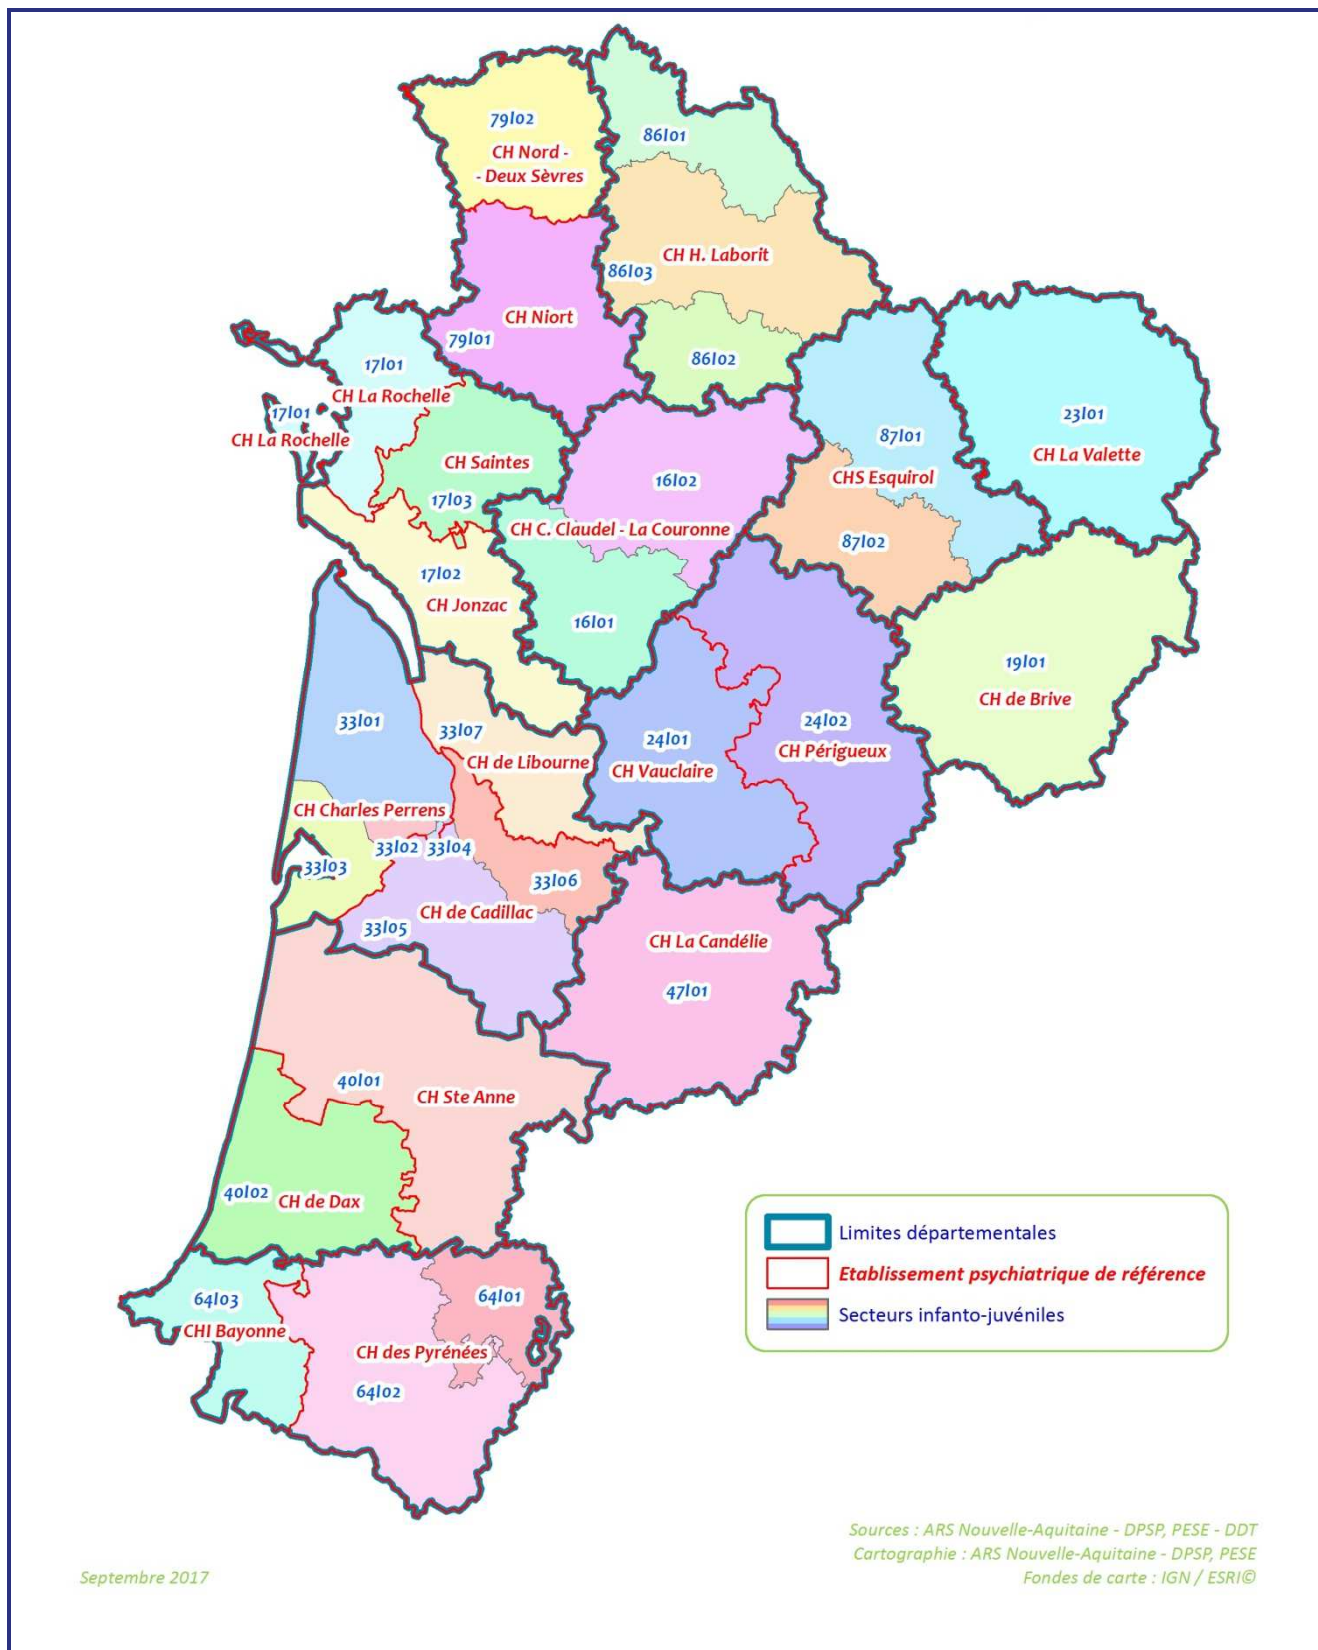 79I02
CH Nord -
- Deux Sèvres
86I01
CH H. Laborit
86I03
CH Niort
79I01
86I02
17I01
CH La Rochelle
17I01
CH La Rochelle
23I01
CH La Valette
87I01
CHS Esquirol
87I02
CH Saintes
17I03
16I02
CH C. Claudel - La Couronne
16I01
17I02
CH Jonzac
19I01
CH de Brive
33I01
33I07
CH de Libourne
24I01
CH Vauclaire
24I02
CH Périgueux
CH Charles Perrens
33I02
33I04
33I03
33I06
CH de Cadillac
33I05
CH La Candélie
47I01
40I01
CH Ste Anne
40I02
CH de Dax
64I03
CHI Bayonne
64I01
CH des Pyrénées
64I02
Limites départementales
Etablissement psychiatrique de référence
Secteurs infanto-juvéniles
Sources : ARS Nouvelle-Aquitaine - DPSP, PESE - DDT
Cartographie : ARS Nouvelle-Aquitaine - DPSP, PESE
Fondes de carte : IGN / ESRI©
Septembre 2017